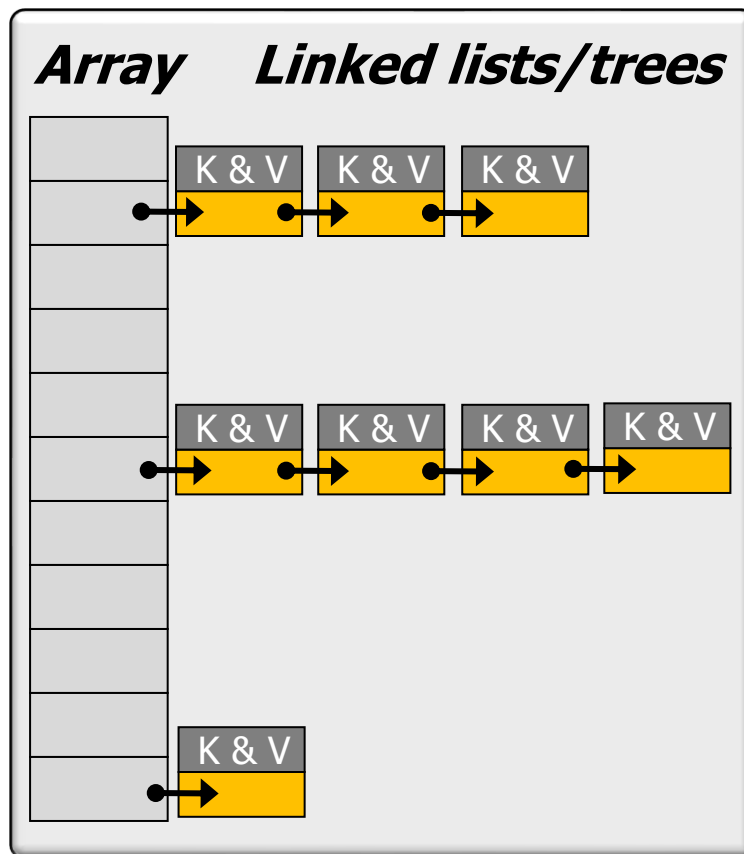 Array Linked lists/trees
K & V K & V K & V
K & V K & V K & V K & V
K & V